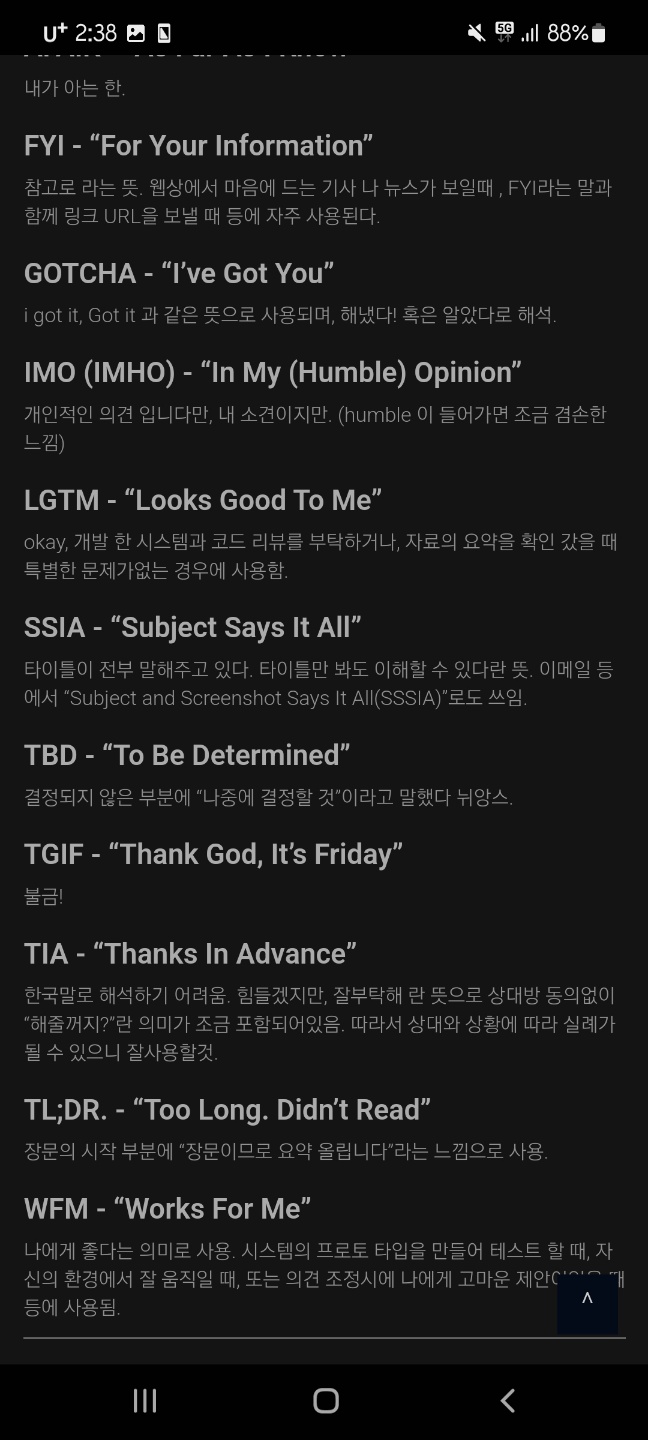 U+ 2:38 5G 88%
내가 아는 한.
FYI - “For Your Information”
참고로 라는 뜻. 웹상에서 마음에 드는 기사 나 뉴스가 보일때 , FYI라는 말과
함께 링크 URL을 보낼 때 등에 자주 사용된다.
GOTCHA - “I’ve Got You”
i got it, Got it 과 같은 뜻으로 사용되며, 해냈다! 혹은 알았다로 해석.
IMO (IMHO) - “In My (Humble) Opinion”
개인적인 의견 입니다만, 내 소견이지만. (humble 이 들어가면 조금 겸손한
느낌)
LGTM - “Looks Good To Me”
okay, 개발 한 시스템과 코드 리뷰를 부탁하거나, 자료의 요약을 확인 갔을 때
특별한 문제가없는 경우에 사용함.
SSIA - “Subject Says It All”
타이틀이 전부 말해주고 있다. 타이틀만 봐도 이해할 수 있다란 뜻. 이메일 등
에서 “Subject and Screenshot Says It All(SSSIA)”로도 쓰임.
TBD - “To Be Determined”
결정되지 않은 부분에 “나중에 결정할 것”이라고 말했다 뉘앙스.
TGIF - “Thank God, It’s Friday”
불금!
TIA - “Thanks In Advance”
한국말로 해석하기 어려움. 힘들겠지만, 잘부탁해 란 뜻으로 상대방 동의없이
“해줄꺼지?”란 의미가 조금 포함되어있음. 따라서 상대와 상황에 따라 실례가
될 수 있으니 잘사용할것.
TL;DR. - “Too Long. Didn’t Read”
장문의 시작 부분에 “장문이므로 요약 올립니다”라는 느낌으로 사용.
WFM - “Works For Me”
나에게 좋다는 의미로 사용. 시스템의 프로토 타입을 만들어 테스트 할 때, 자
신의 환경에서 잘 움직일 때, 또는 의견 조정시에 나에게 고마운 때
등에 사용됨.